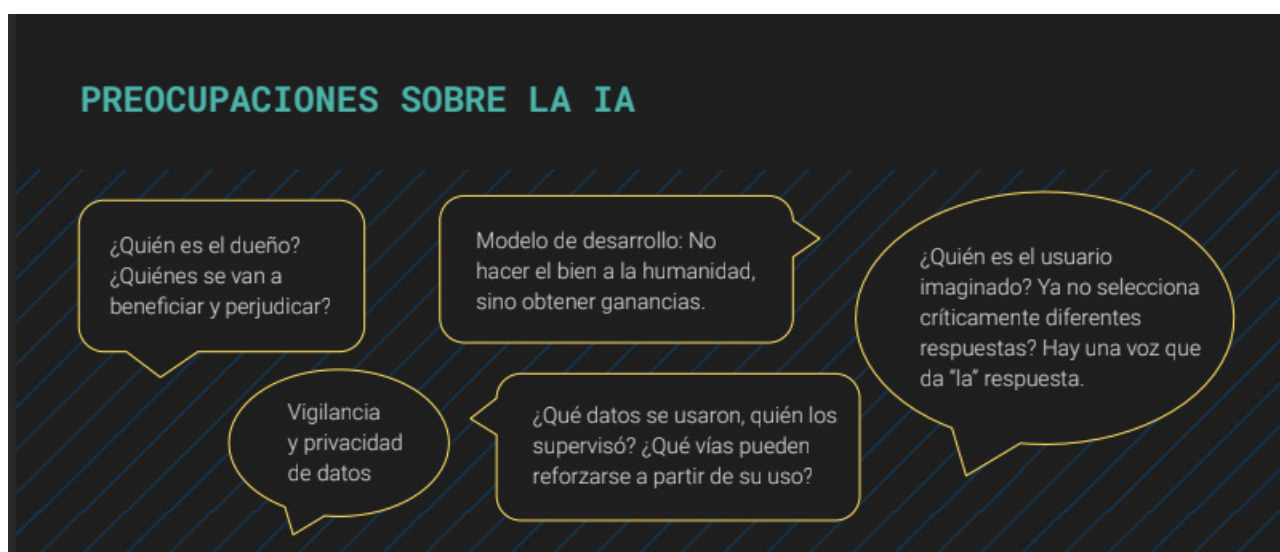 PREOCUPACIONES SOBRE LA IA
¿Quién es el dueño?
¿Quiénes se van a
beneficiar y perjudicar?
Modelo de desarrollo: No
hacer el bien a la humanidad,
sino obtener ganancias.
¿Quién es el usuario
imaginado? Ya no selecciona
críticamente diferentes
respuestas? Hay una voz que
da "la" respuesta.
Vigilancia
y privacidad
de datos
¿Qué datos se usaron, quién los
supervisó? ¿Qué vías pueden
reforzarse a partir de su uso?